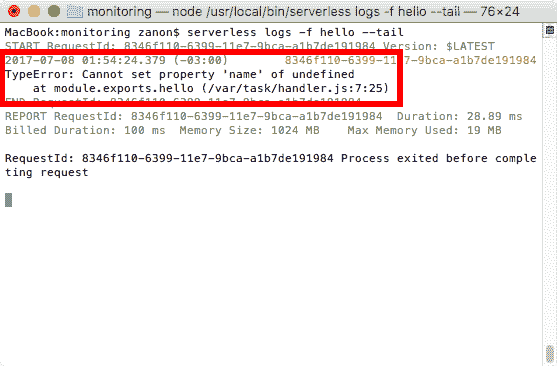 monitoring — node /usr/local/bin/serverless logs -f hello --tail — 76×24
MacBook:monitoring zanon$ serverless logs -f hello --tail
START RequestId: 8346f110-6399-11e7-9bca-a1b7de191984 Version: $LATEST
2017-07-08 01:54:24.379 (-03:00) 8346f110-6399-11e7-9bca-a1b7de191984
TypeError: Cannot set property 'name' of undefined
at module.exports.hello (/var/task/handler.js:7:25)
END RequestId: 8346f110-6399-11e7-9bca-a1b7de191984
REPORT RequestId: 8346f110-6399-11e7-9bca-a1b7de191984 Duration: 28.89 ms
Billed Duration: 100 ms Memory Size: 1024 MB Max Memory Used: 19 MB
RequestId: 8346f110-6399-11e7-9bca-a1b7de191984 Process exited before comple
ting request